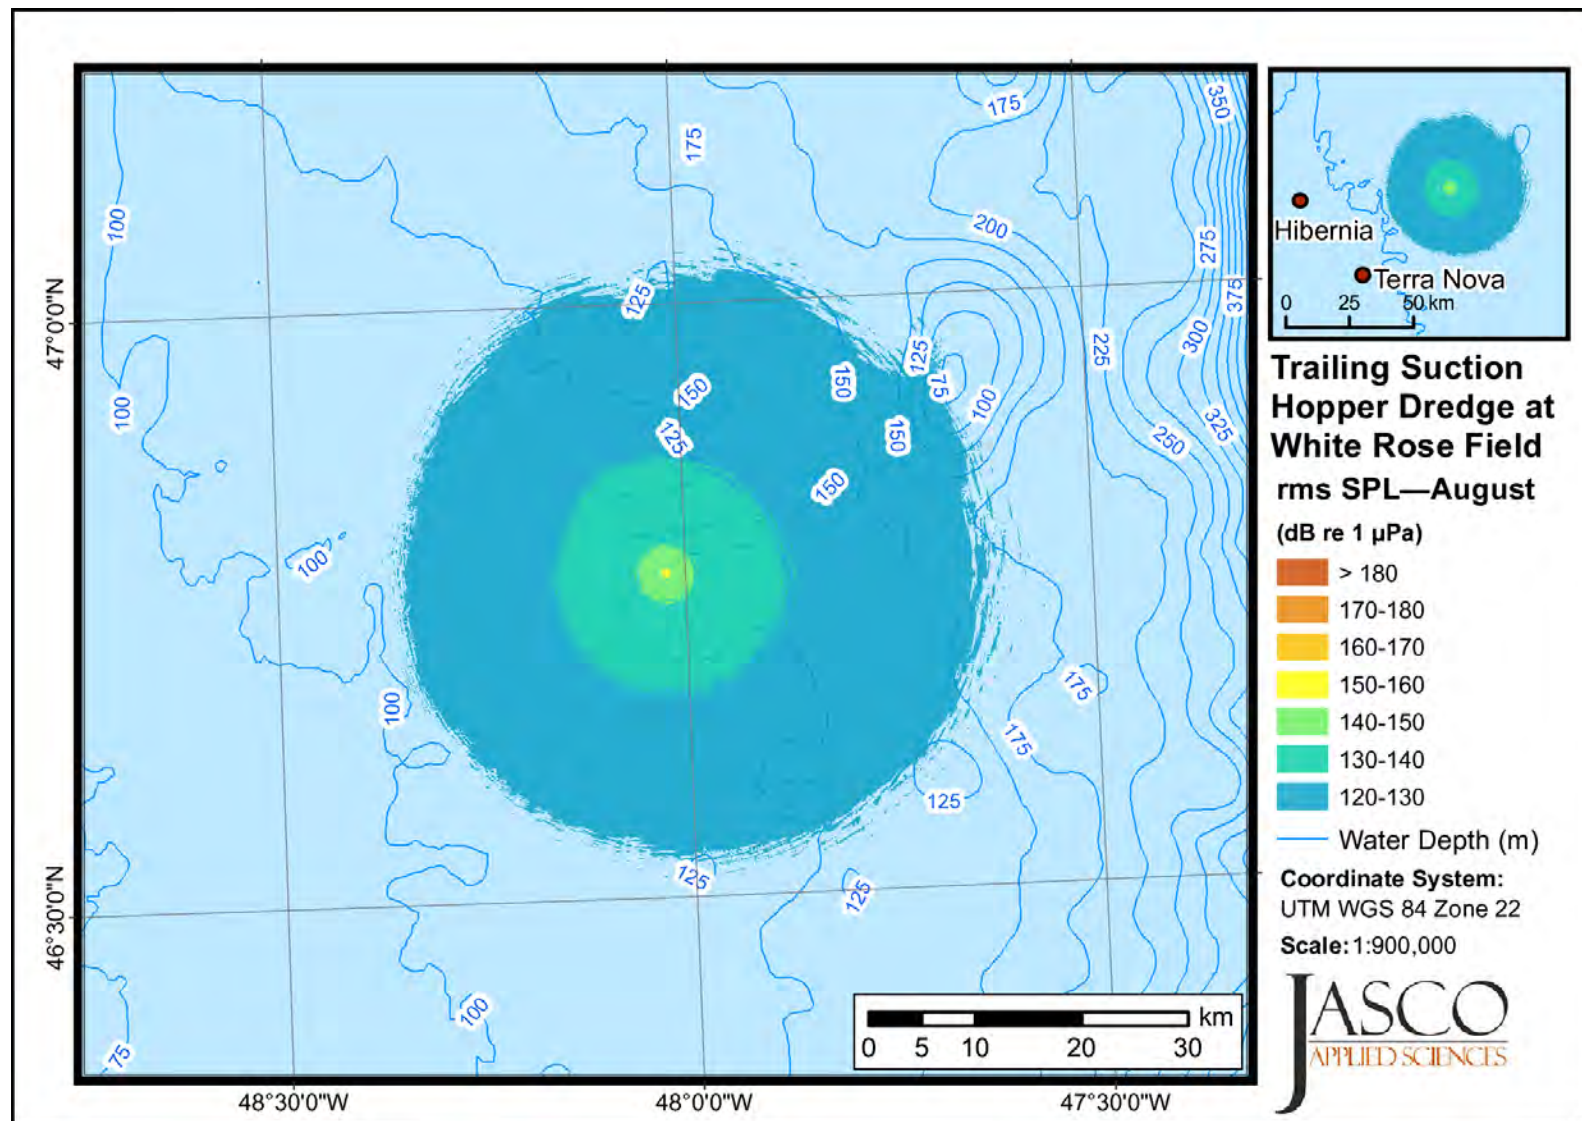 175
350
100
175
200
275
375
125
47°0'0"N
300
225
125
150
75
150
100
100
325
125
150
250
150
100
175
100
175
125
125
125
46°30'0"N
100
75
km
0 5 10 20 30
48°30'0"W 48°0'0"W 47°30'0"W
Hibernia
Terra Nova
0 25 50 km
Trailing Suction
Hopper Dredge at
White Rose Field
rms SPL—August
(dB re 1 µPa)
> 180
170-180
160-170
150-160
140-150
130-140
120-130
Water Depth (m)
Coordinate System:
UTM WGS 84 Zone 22
Scale: 1:900,000
JASCO
APPLIED SCIENCES